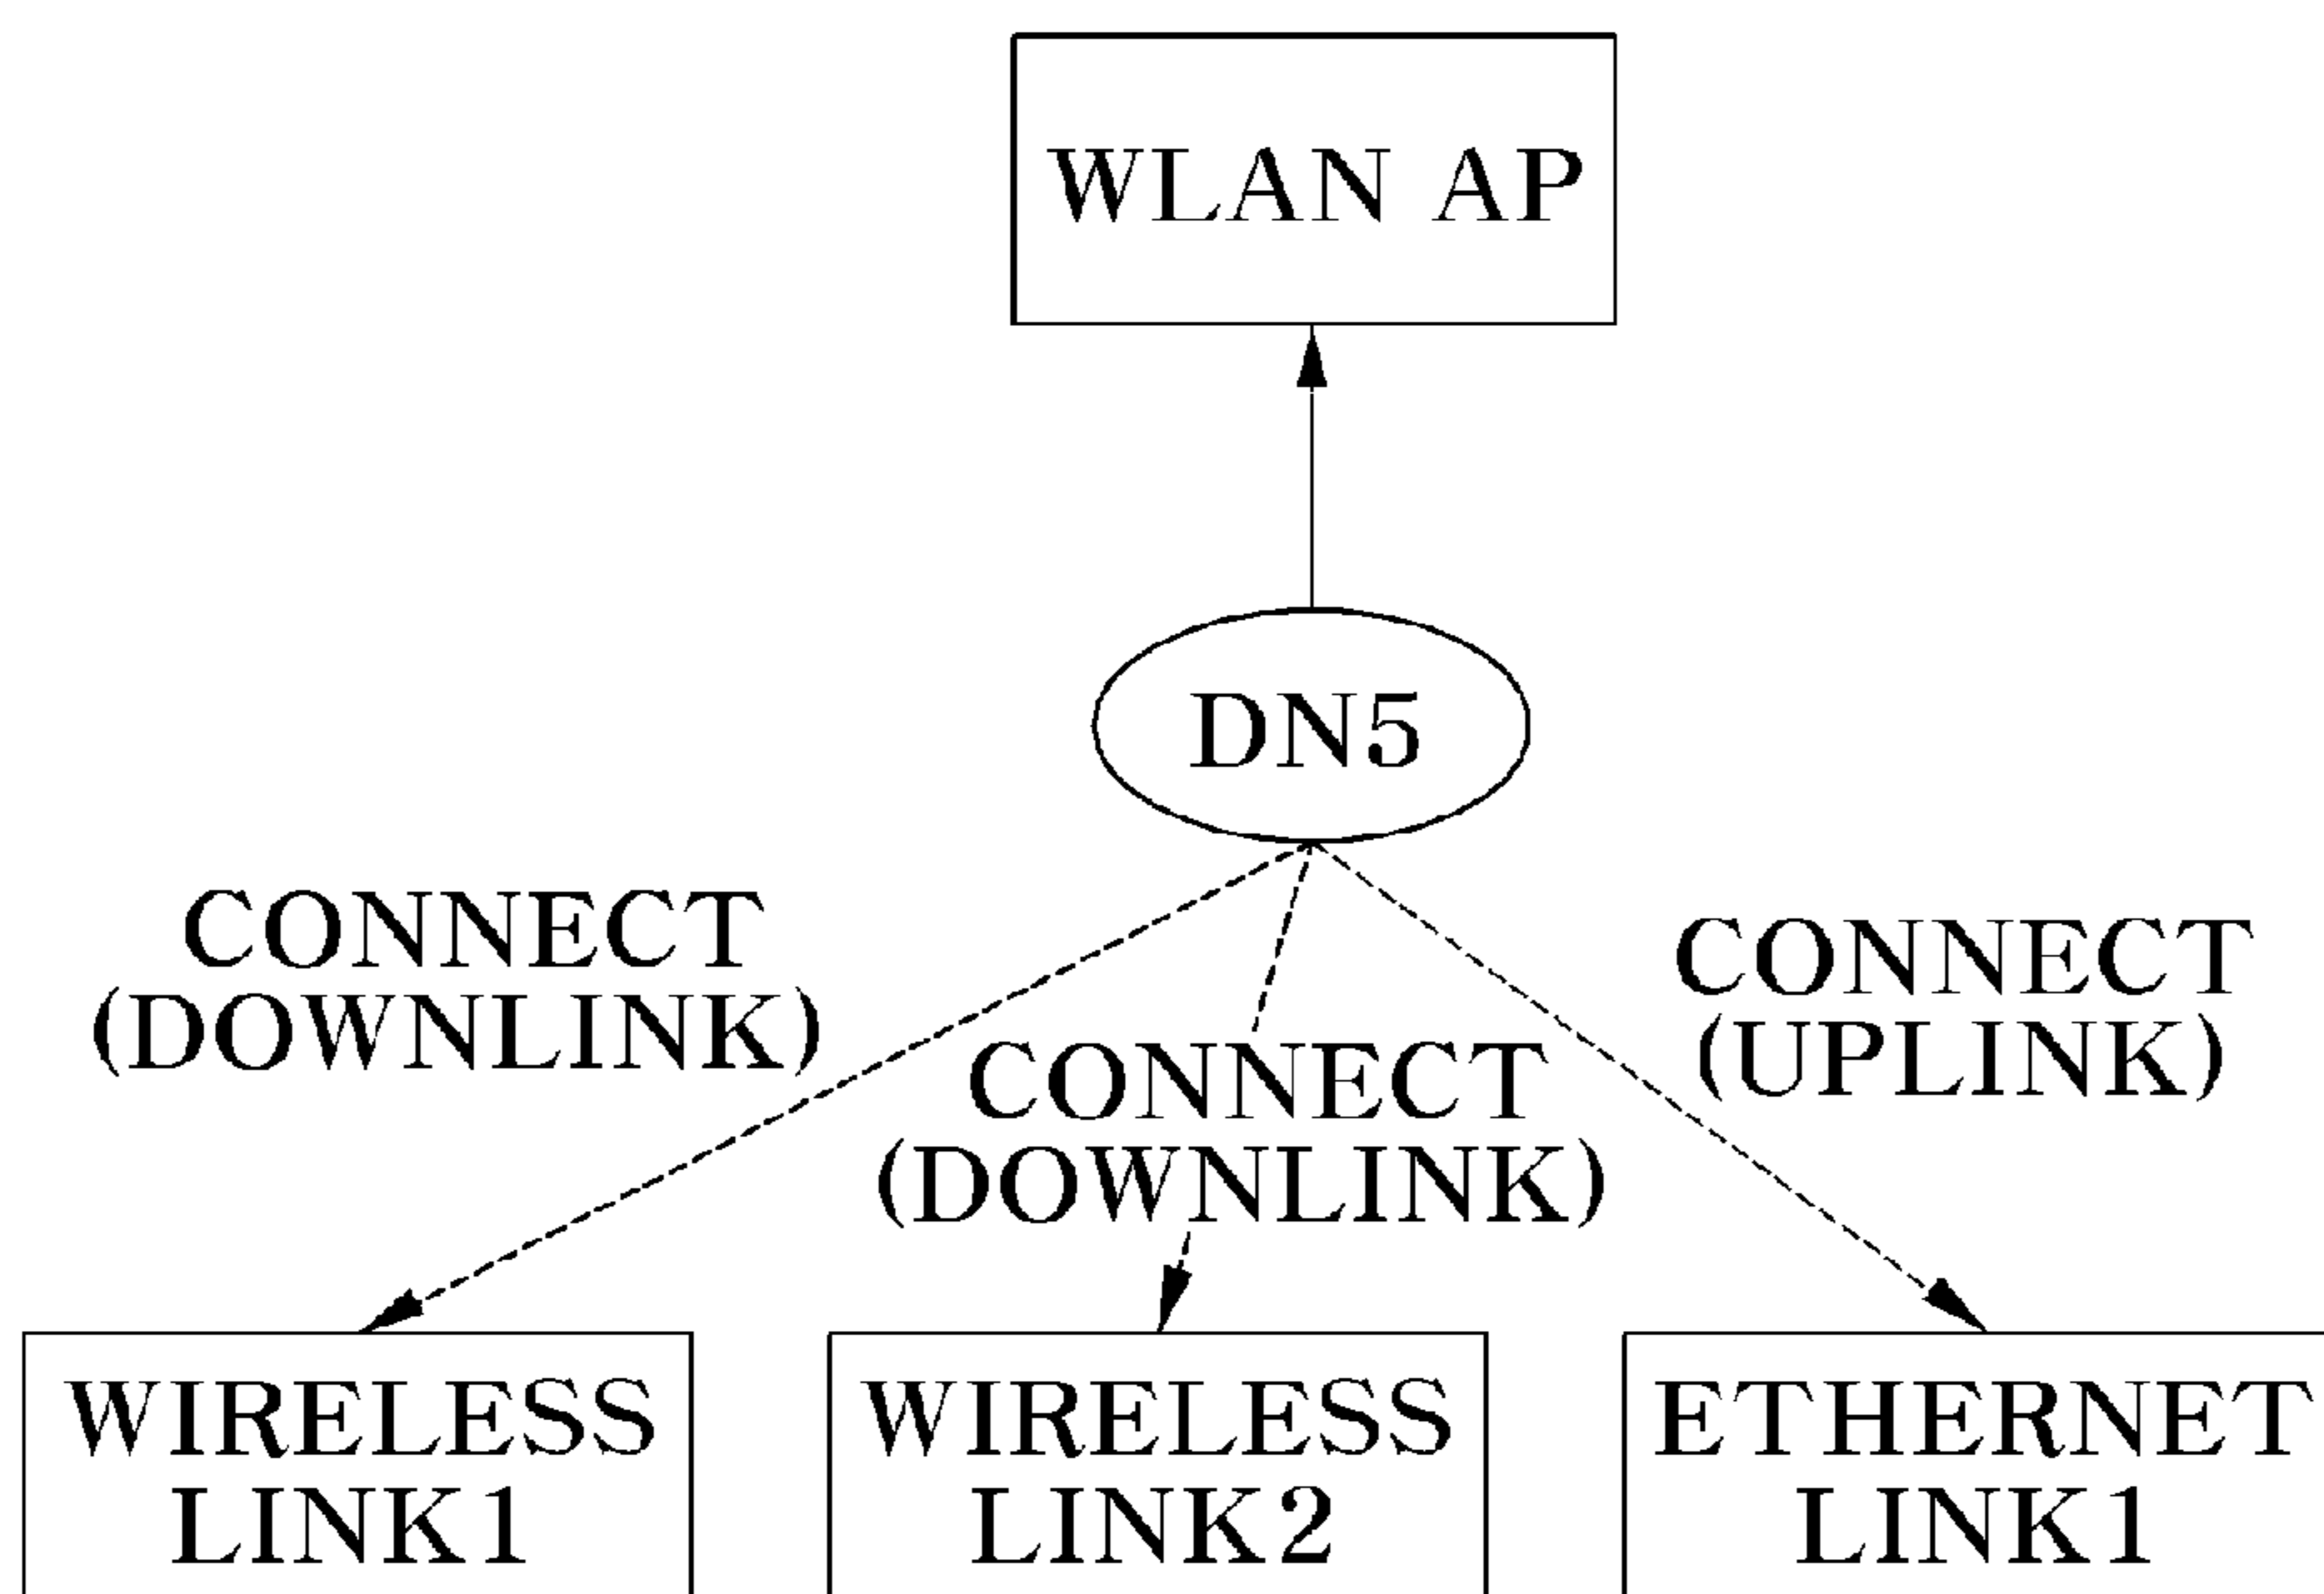 WLAN AP
DN5
CONNECT
(DOWNLINK)
CONNECT
(DOWNLINK)
CONNECT
(UPLINK)
WIRELESS
LINK1
WIRELESS
LINK2
ETHERNET
LINK1